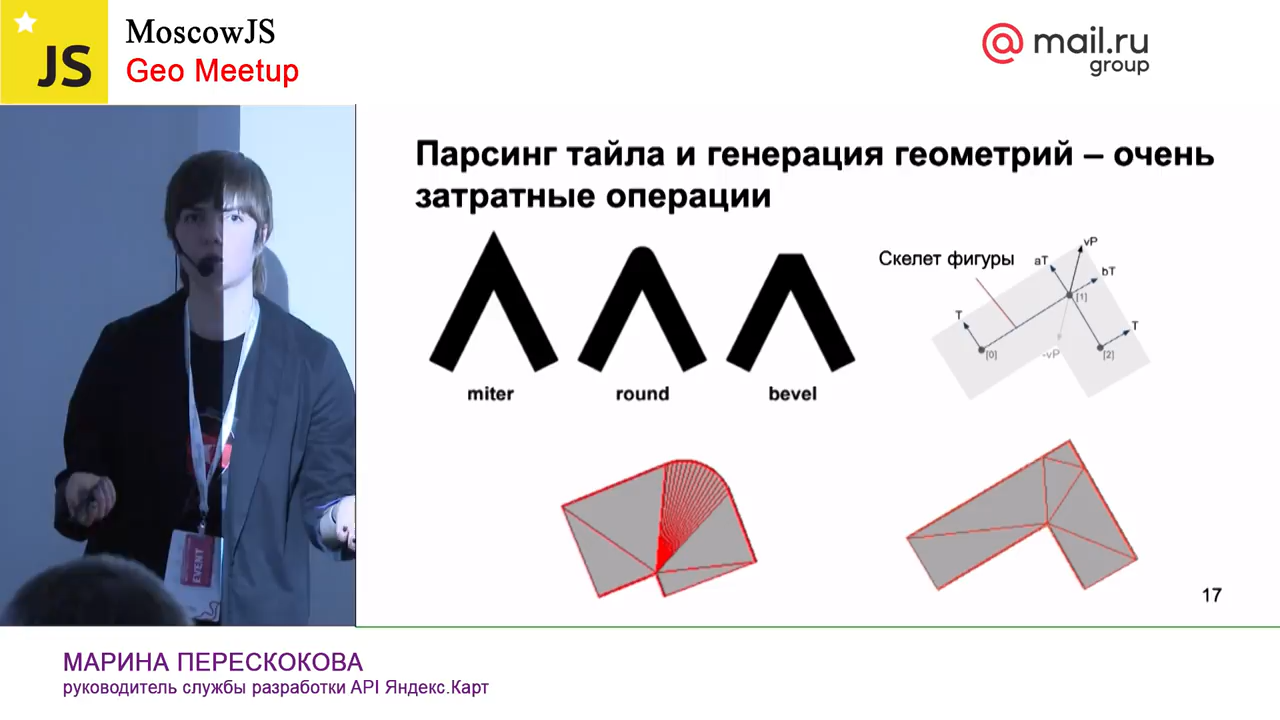 JS
MoscowJS
Geo Meetup
@mail.ru
group
Парсинг тайла и генерация геометрий – очень
затратные операции
miter
round
bevel
Скелет фигуры
vP
aT
bT
T
[1]
T
[0]
-vP
[2]
17
EVENT
МАРИНА ПЕРЕСКОКОВА
руководитель службы разработки API Яндекс.Карт